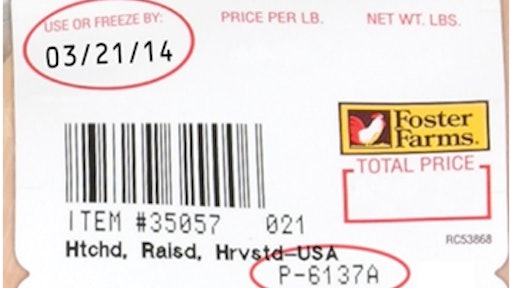 USE OR FREEZE BY: PRICE PER LB. NET WT. LBS.
03/21/14
Foster
Farms.
TOTAL PRICE
ITEM #35057 021
RC53868
Htchd, Raisd, Hrvstd-USA
P-6137A